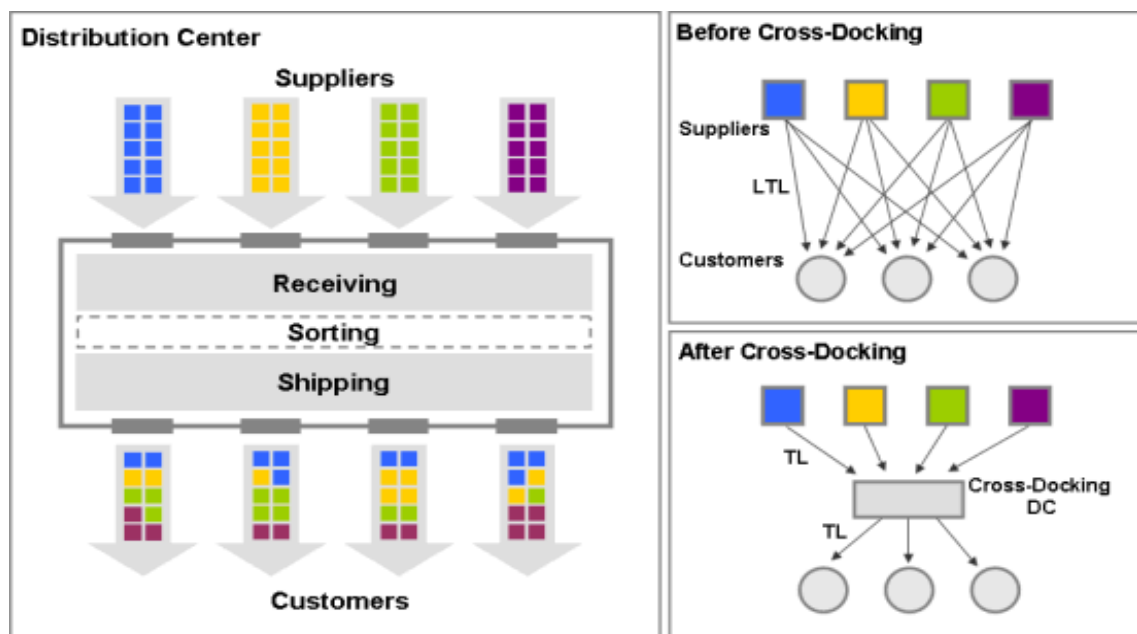 Distribution Center
Suppliers
Receiving
Sorting
Shipping
Customers
Before Cross-Docking
Suppliers
LTL
Customers
After Cross-Docking
TL
Cross-Docking
DC
TL